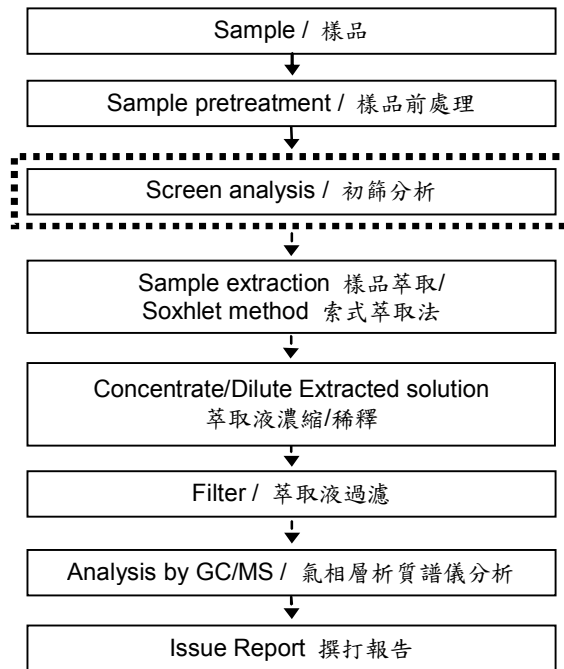 Sample / 樣品
Sample pretreatment / 樣品前處理
Screen analysis / 初篩分析
Sample extraction 樣品萃取/
Soxhlet method 索式萃取法
Concentrate/Dilute Extracted solution
萃取液濃縮/稀釋
Filter / 萃取液過濾
Analysis by GC/MS / 氣相層析質譜儀分析
Issue Report 撰打報告